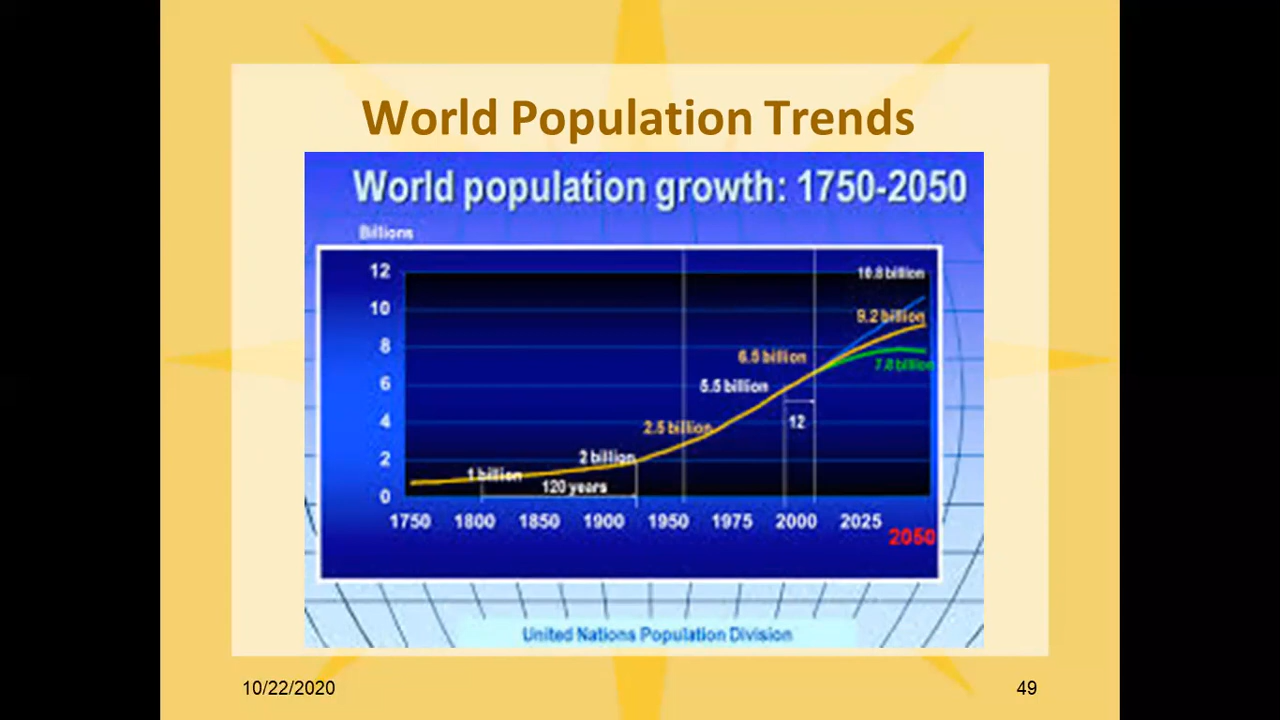 World Population Trends
World population growth: 1750-2050
Billions
12
10
8
6
4
2
0
10.8 billion
9.2 billion
7.8 billion
6.5 billion
5.5 billion
12
2.5 billion
2 billion
1 billion
120 years
1750 1800 1850 1900 1950 1975 2000 2025 2050
United Nations Population Division
10/22/2020
49